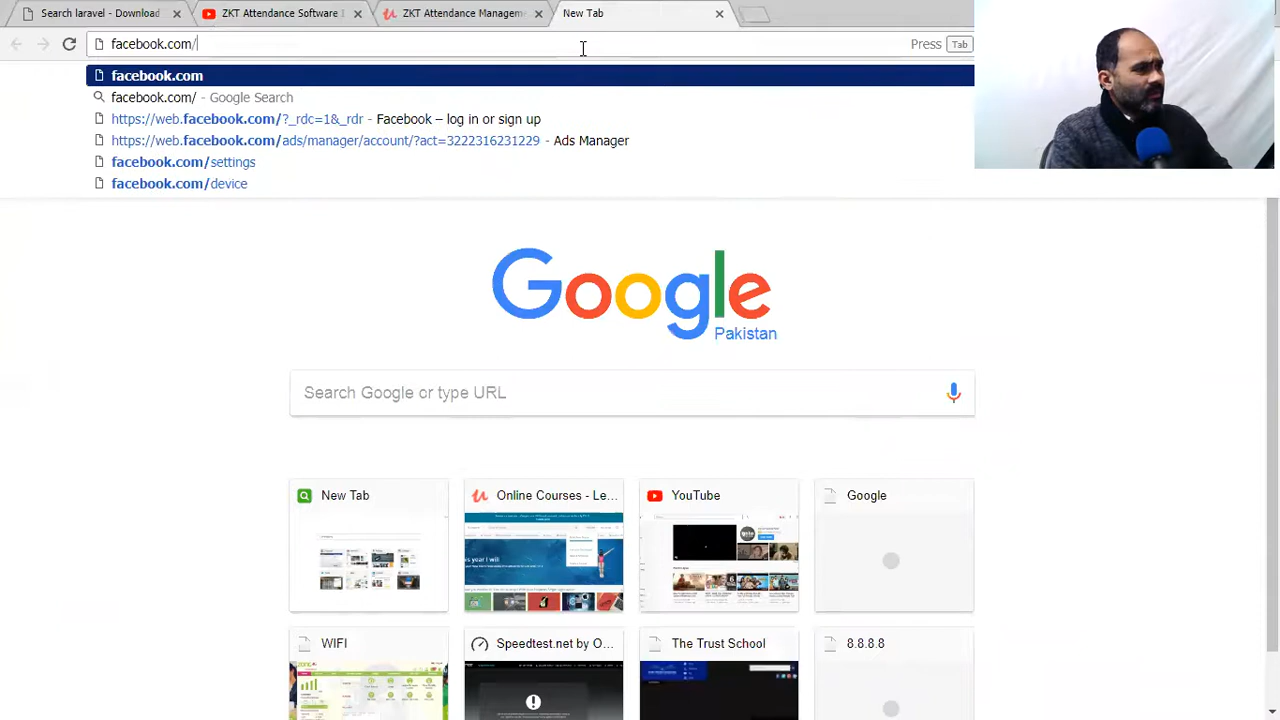 Search laravel - Download
ZKT Attendance Software I
ZKT Attendance Managem
New Tab
facebook.com/
Press Tab
facebook.com
facebook.com/ - Google Search
https://web.facebook.com/?_rdc=1&_rdr - Facebook – log in or sign up
https://web.facebook.com/ads/manager/account/?act=3222316231229 - Ads Manager
facebook.com/settings
facebook.com/device
Google
Pakistan
Search Google or type URL
New Tab
Online Courses - Le...
YouTube
Google
WIFI
Speedtest.net by O...
The Trust School
8.8.8.8